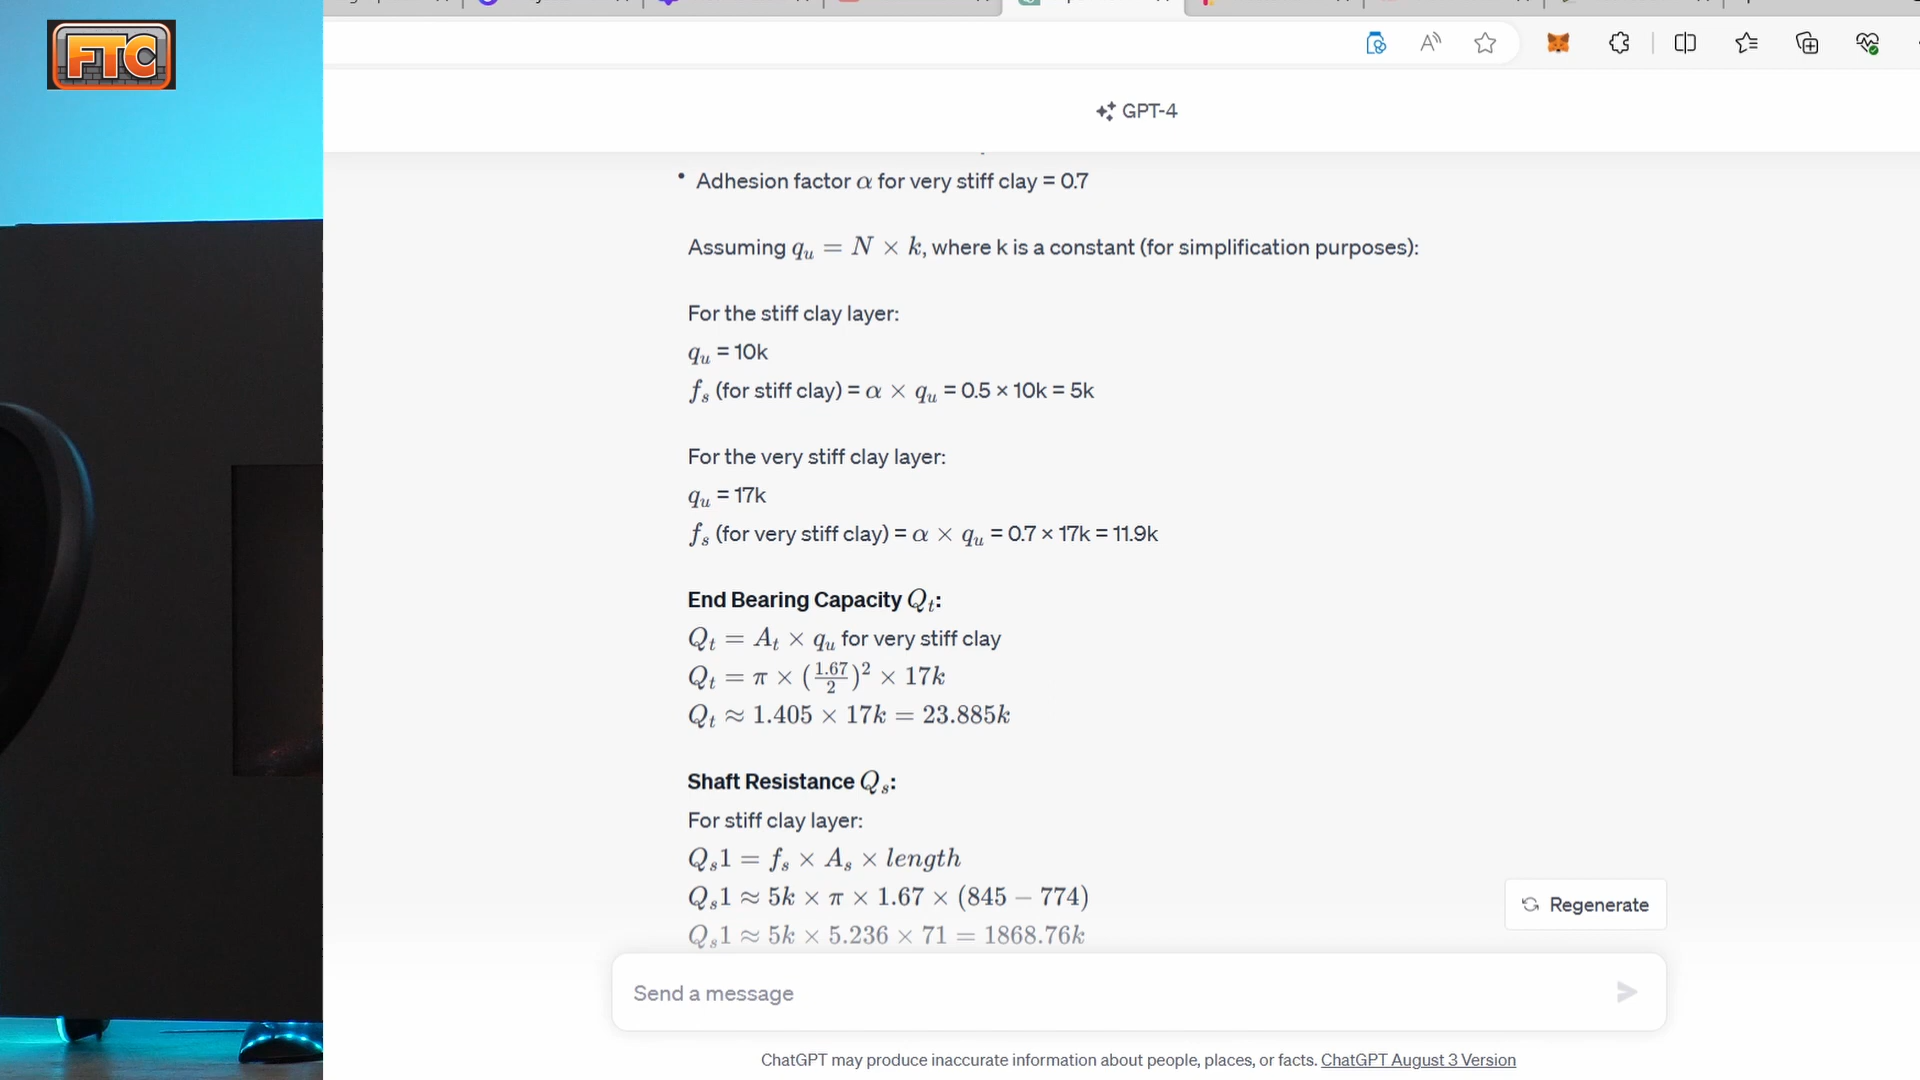 FTC
GPT-4
• Adhesion factor α for very stiff clay = 0.7
Assuming q_u = N × k, where k is a constant (for simplification purposes):
For the stiff clay layer:
q_u = 10k
f_s (for stiff clay) = α × q_u = 0.5 × 10k = 5k
For the very stiff clay layer:
q_u = 17k
f_s (for very stiff clay) = α × q_u = 0.7 × 17k = 11.9k
End Bearing Capacity Q_t:
Q_t = A_t × q_u for very stiff clay
Q_t = π × (1.67/2)² × 17k
Q_t ≈ 1.405 × 17k = 23.885k
Shaft Resistance Q_s:
For stiff clay layer:
Q_s1 = f_s × A_s × length
Q_s1 ≈ 5k × π × 1.67 × (845 − 774)
Q_s1 ≈ 5k × 5.236 × 71 = 1868.76k
Regenerate
Send a message
ChatGPT may produce inaccurate information about people, places, or facts. ChatGPT August 3 Version